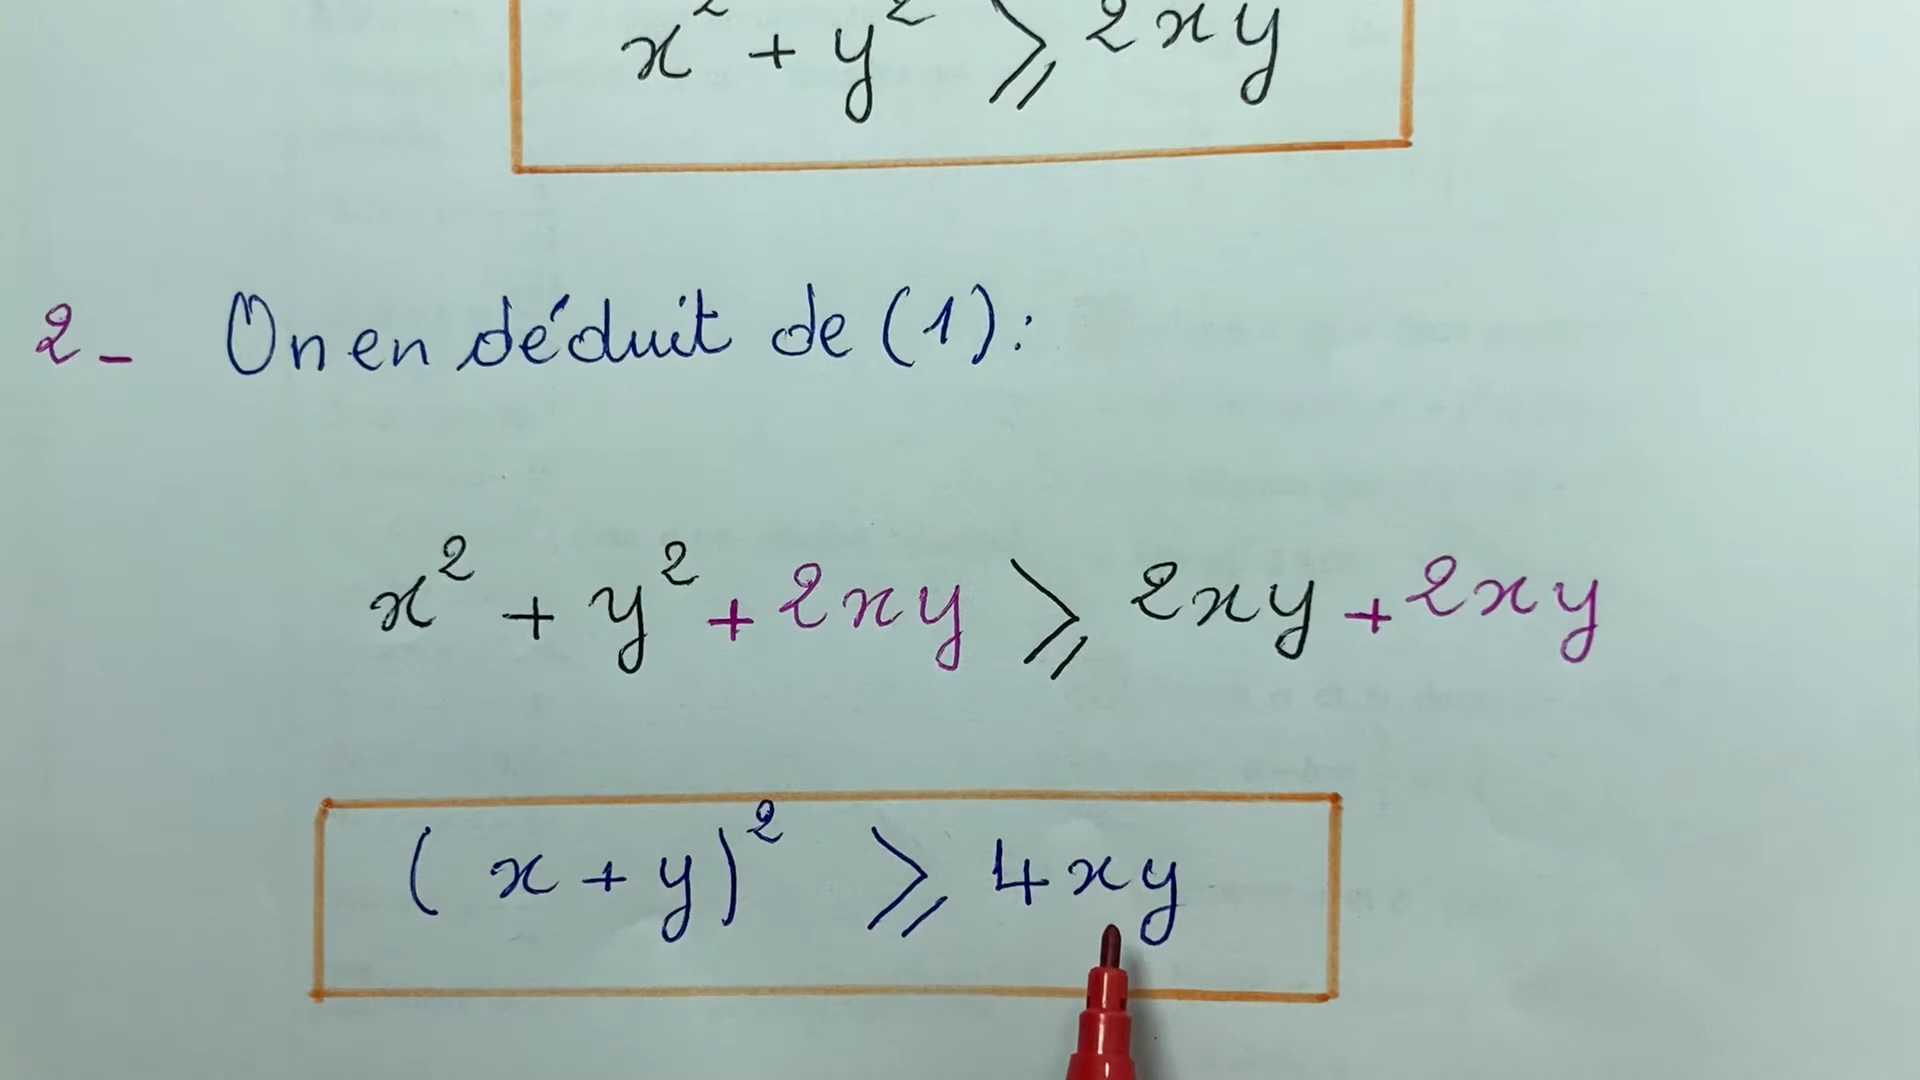 x² + y² ⩾ 2xy
2- On en déduit de (1):
x² + y² + 2xy ⩾ 2xy + 2xy
(x + y)² ⩾ 4xy